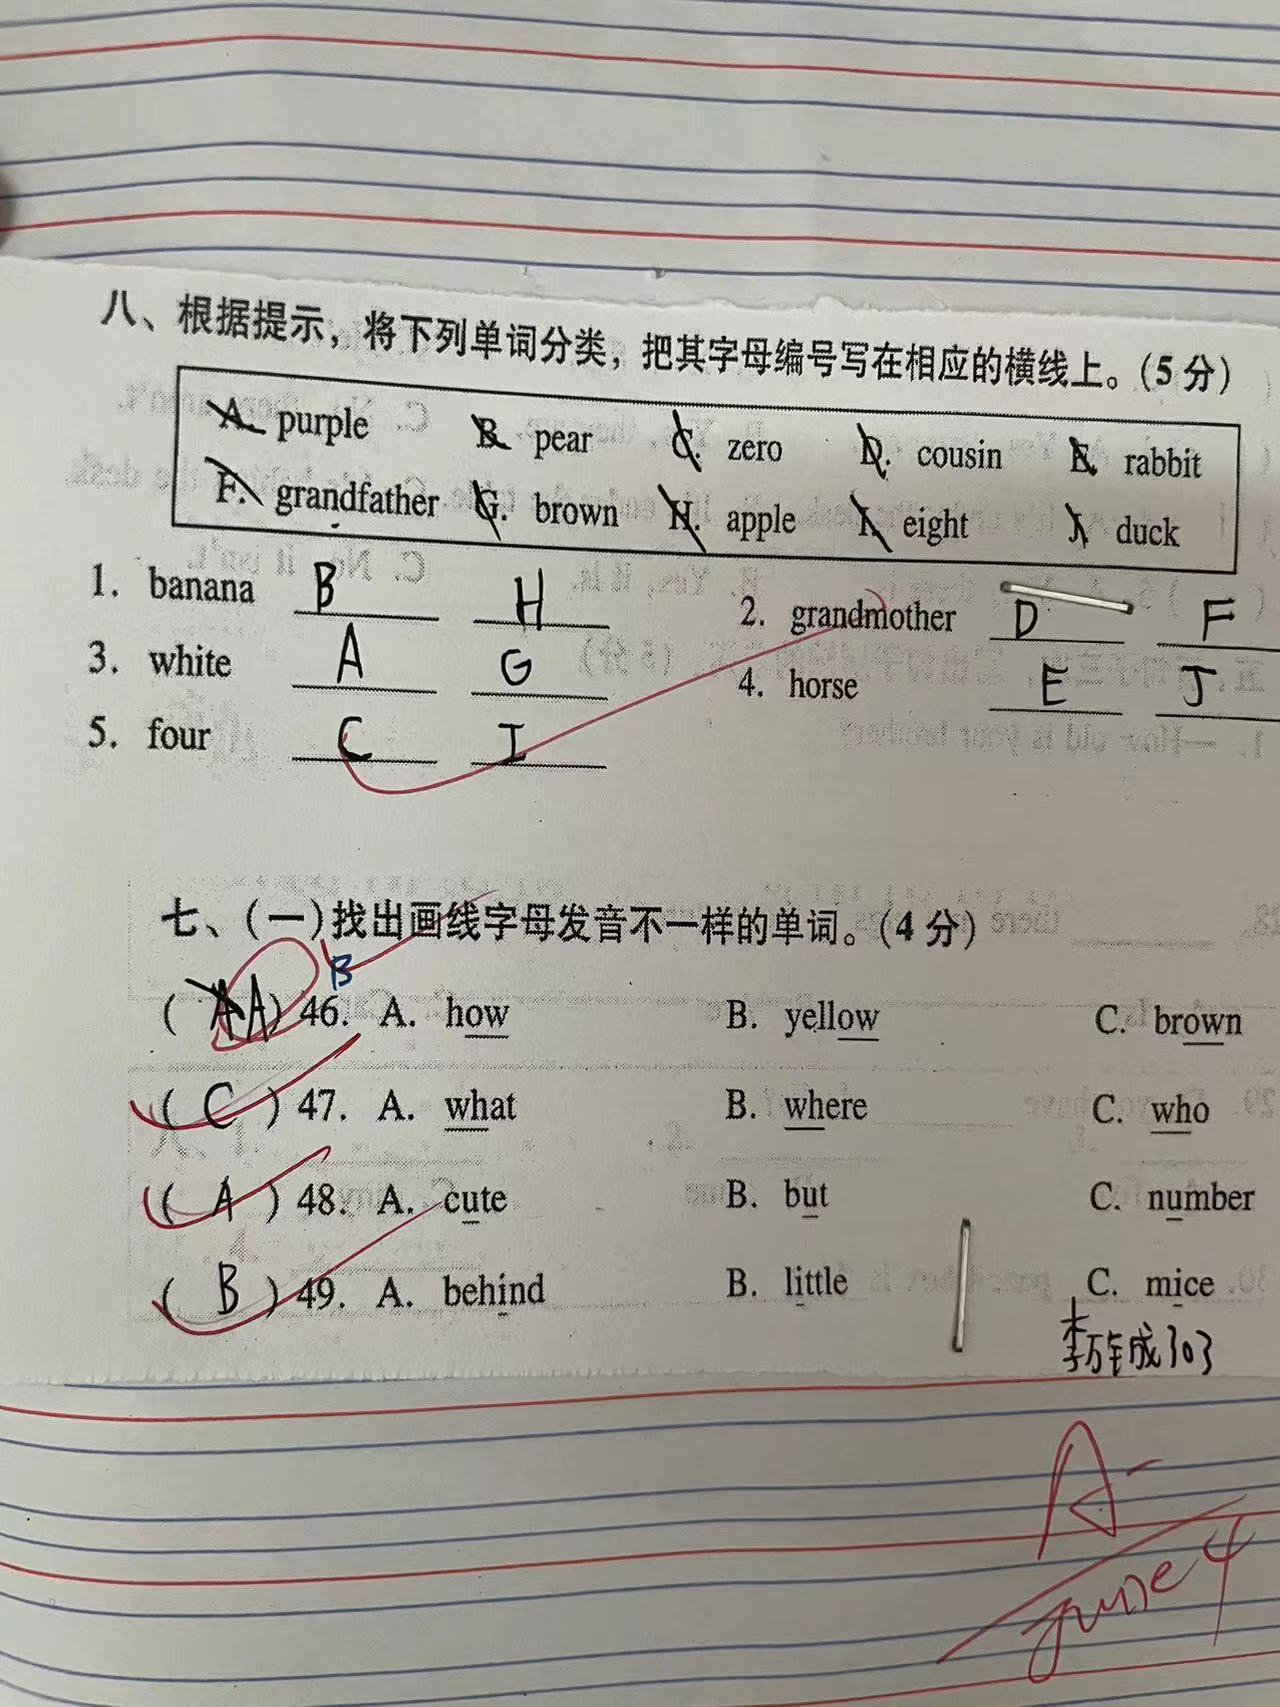 八、根据提示，将下列单词分类，把其字母编号写在相应的横线上。（5 分）
A. purple B. pear C. zero D. cousin E. rabbit
F. grandfather G. brown H. apple I. eight J. duck
1. banana B H 2. grandmother D F
3. white A G 4. horse E J
5. four C I
七、（一）找出画线字母发音不一样的单词。（4 分）
B
( A A ) 46. A. how B. yellow C. brown
( C ) 47. A. what B. where C. who
( A ) 48. A. cute B. but C. number
( B ) 49. A. behind B. little C. mice
303
A-
June 4